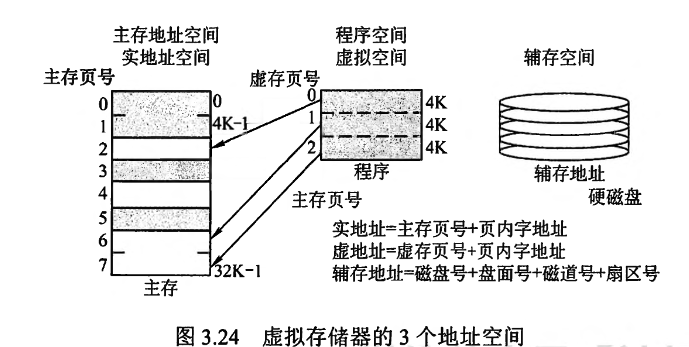 主存地址空间
实地址空间
程序空间
虚拟空间
辅存空间
主存页号
虚存页号
0
1
2
3
4
5
6
7
0
4K-1
32K-1
主存
0
1
2
4K
4K
4K
程序
主存页号
辅存地址
硬磁盘
实地址=主存页号+页内字地址
虚地址=虚存页号+页内字地址
辅存地址=磁盘号+盘面号+磁道号+扇区号
图 3.24 虚拟存储器的 3 个地址空间